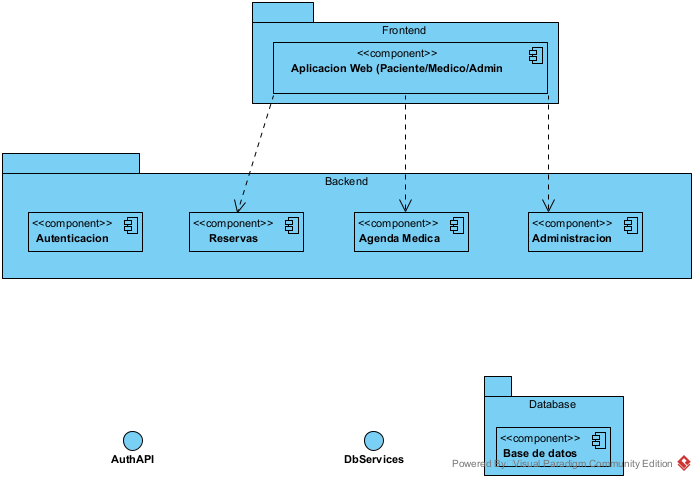 Frontend
<<component>>
Aplicacion Web (Paciente/Medico/Admin
Backend
<<component>>
Autenticacion
<<component>>
Reservas
<<component>>
Agenda Medica
<<component>>
Administracion
Database
<<component>>
Base de datos
AuthAPI
DbServices
Powered By Visual Paradigm Community Edition